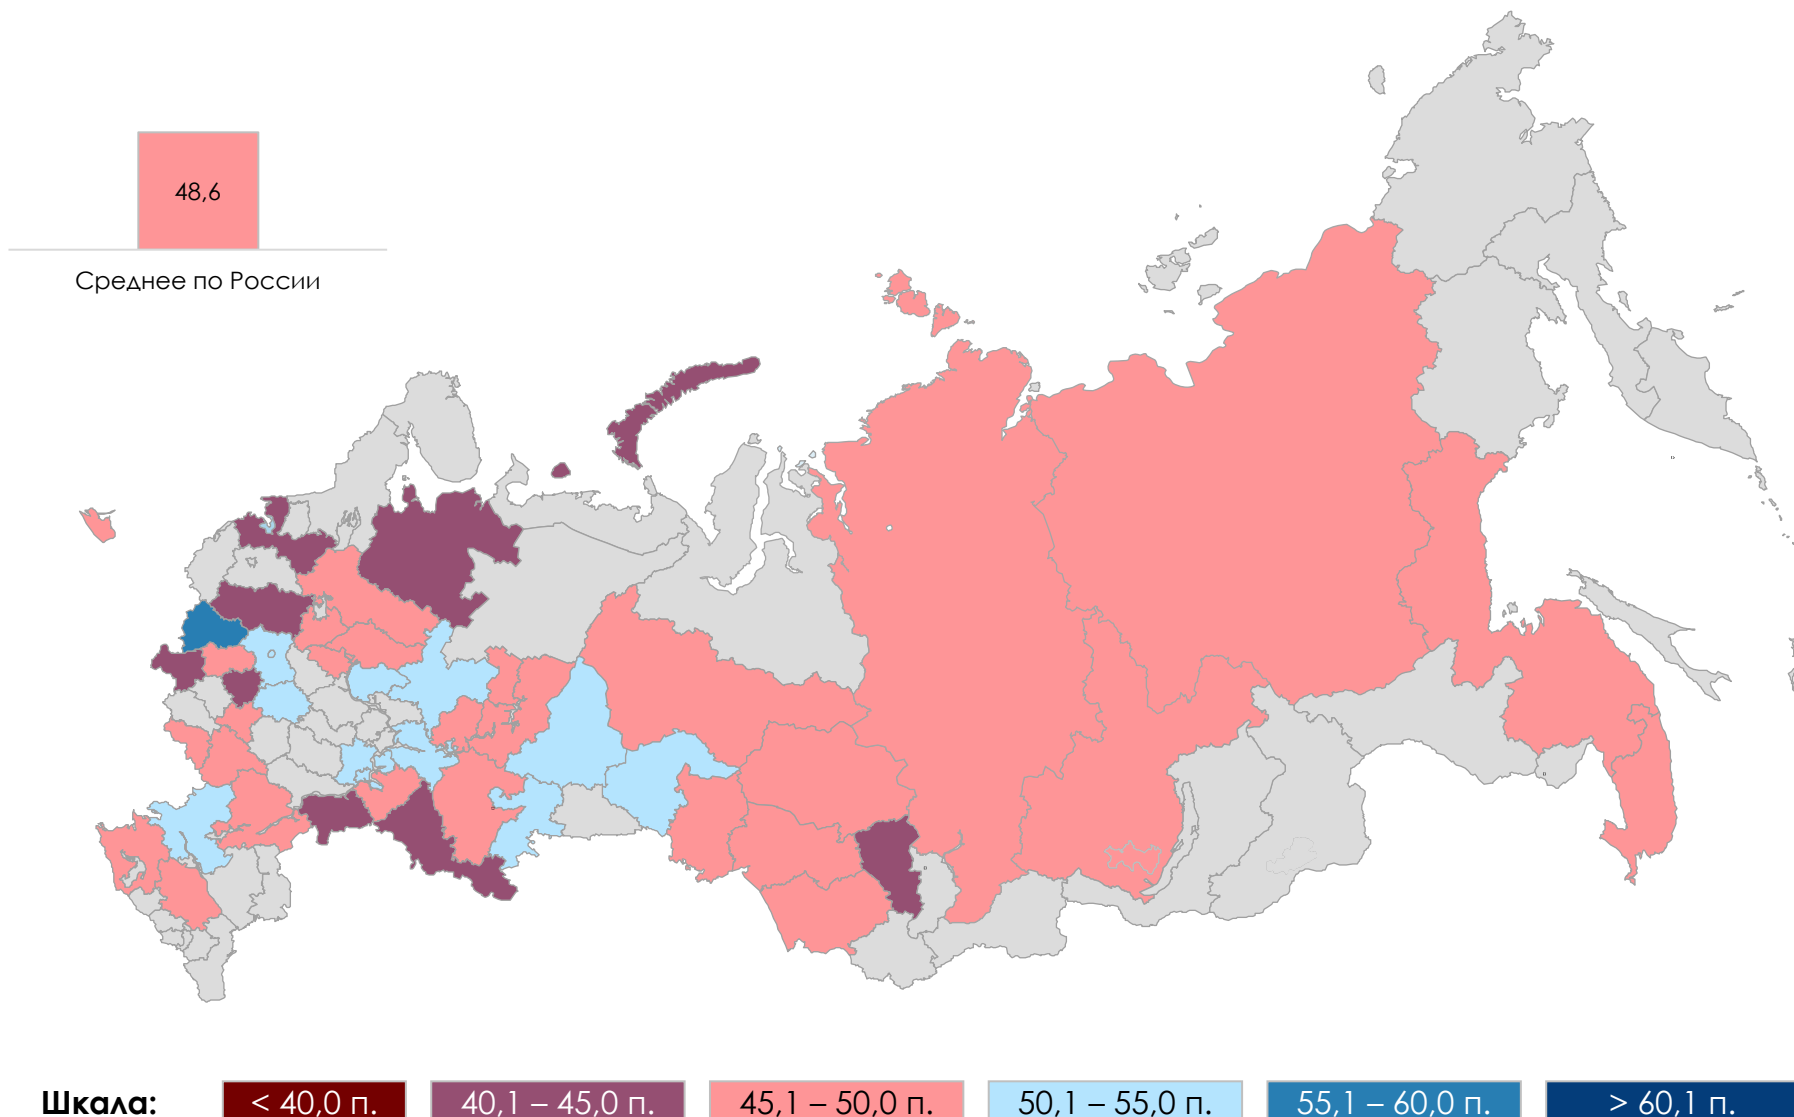 48,6
Среднее по России
Шкала: < 40,0 п. 40,1 – 45,0 п. 45,1 – 50,0 п. 50,1 – 55,0 п. 55,1 – 60,0 п. > 60,1 п.